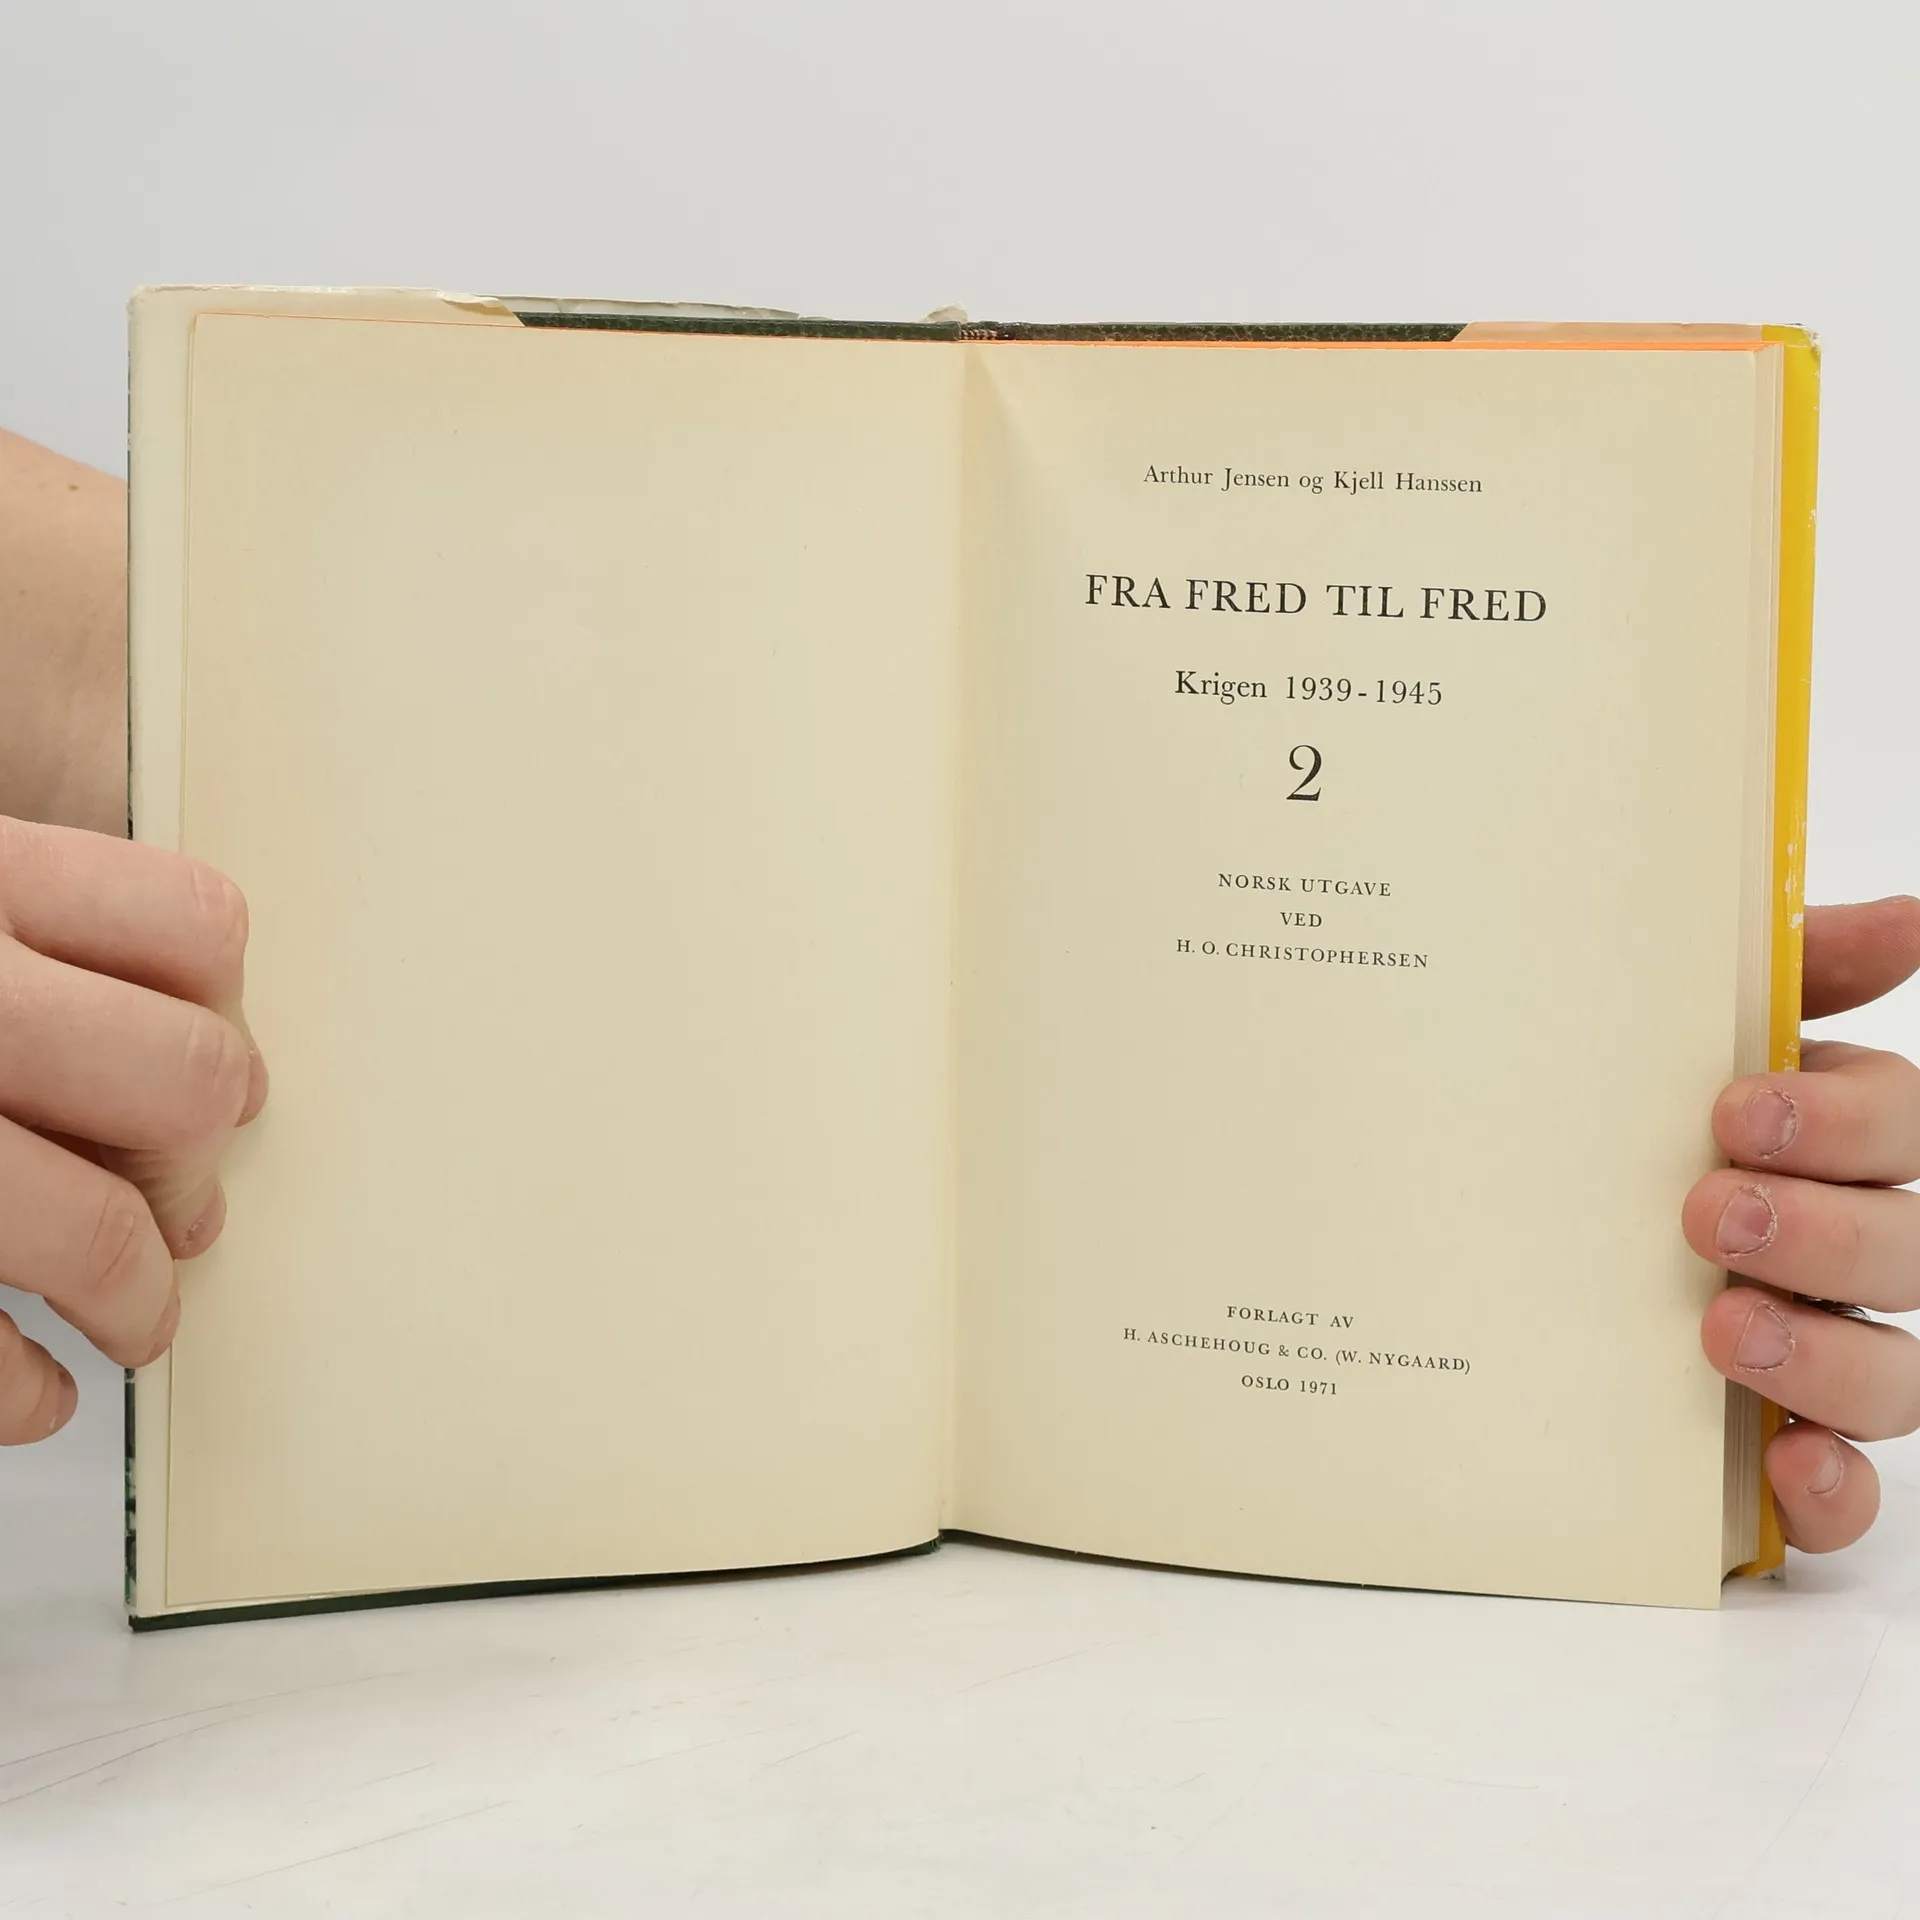 Arthur Jensen og Kjell Hanssen
FRA FRED TIL FRED
Krigen 1939-1945
2
NORSK UTGAVE
VED
H. O. CHRISTOPHERSEN
FORLAGT AV
H. ASCHEHOUG & CO. (W. NYGAARD)
OSLO 1971